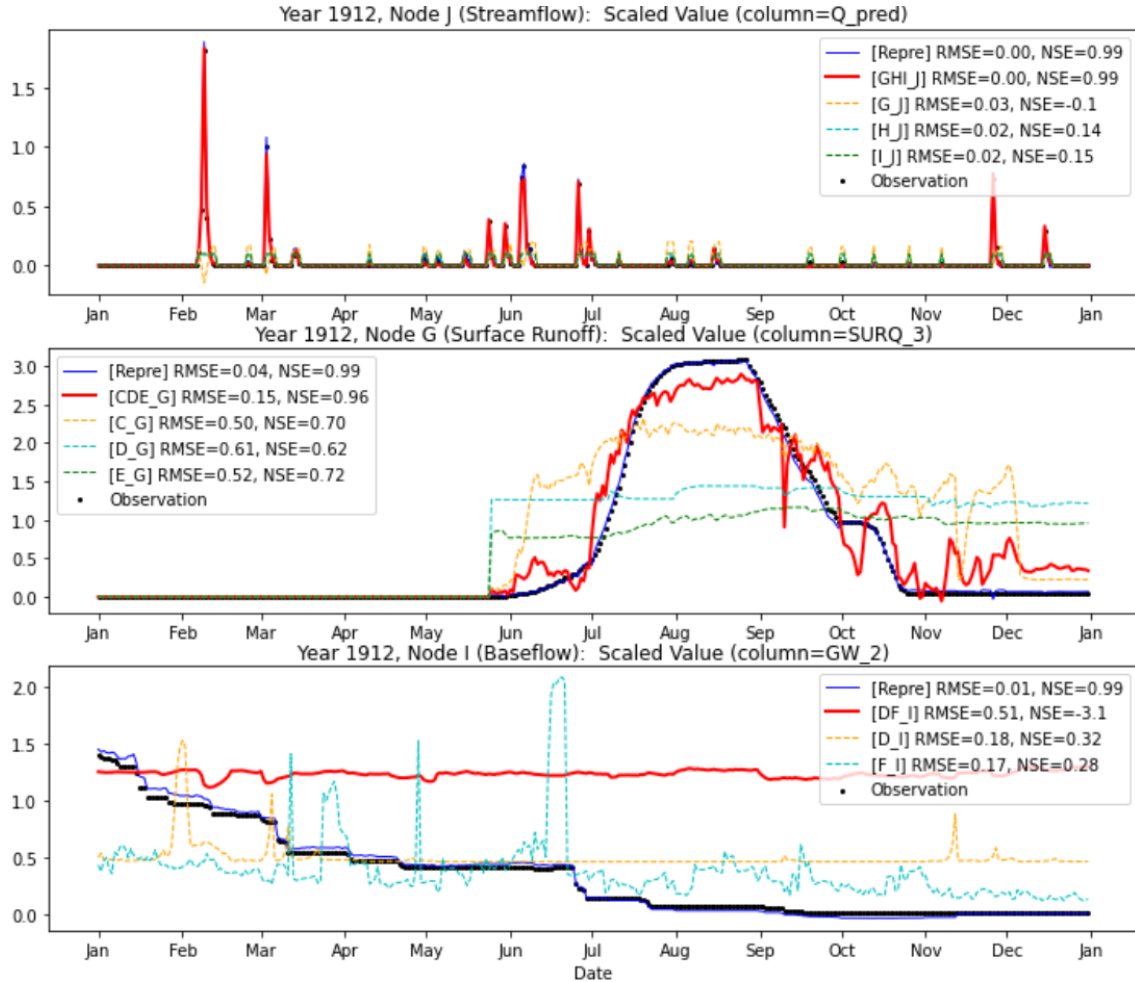 Year 1912, Node J (Streamflow): Scaled Value (column=Q_pred)
1.5
1.0
0.5
0.0
[Repre] RMSE=0.00, NSE=0.99
[GHI_J] RMSE=0.00, NSE=0.99
[G_J] RMSE=0.03, NSE=-0.1
[H_J] RMSE=0.02, NSE=0.14
[I_J] RMSE=0.02, NSE=0.15
Observation
Jan Feb Mar Apr May Jun Jul Aug Sep Oct Nov Dec Jan
Year 1912, Node G (Surface Runoff): Scaled Value (column=SURQ_3)
3.0
2.5
2.0
1.5
1.0
0.5
0.0
[Repre] RMSE=0.04, NSE=0.99
[CDE_G] RMSE=0.15, NSE=0.96
[C_G] RMSE=0.50, NSE=0.70
[D_G] RMSE=0.61, NSE=0.62
[E_G] RMSE=0.52, NSE=0.72
Observation
Jan Feb Mar Apr May Jun Jul Aug Sep Oct Nov Dec Jan
Year 1912, Node I (Baseflow): Scaled Value (column=GW_2)
2.0
1.5
1.0
0.5
0.0
[Repre] RMSE=0.01, NSE=0.99
[DF_I] RMSE=0.51, NSE=-3.1
[D_I] RMSE=0.18, NSE=0.32
[F_I] RMSE=0.17, NSE=0.28
Observation
Jan Feb Mar Apr May Jun Jul Aug Sep Oct Nov Dec Jan
Date